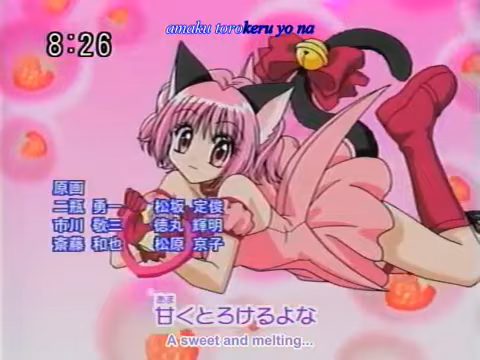 amaku torokeru yo na
8:26
原画
二瓶 勇一 松坂 定俊
市川 敬三 徳丸 輝明
斎藤 和也 松原 京子
あま
甘くとろけるよな
A sweet and melting...